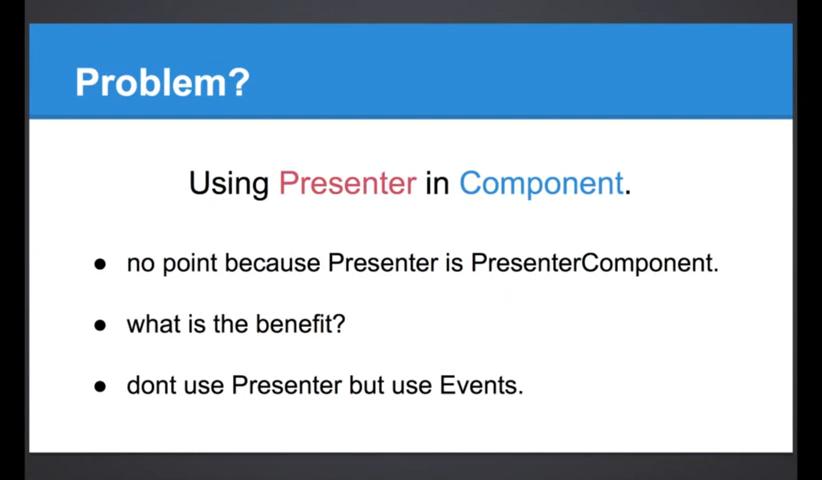 Problem?
Using Presenter in Component.
● no point because Presenter is PresenterComponent.
● what is the benefit?
● dont use Presenter but use Events.